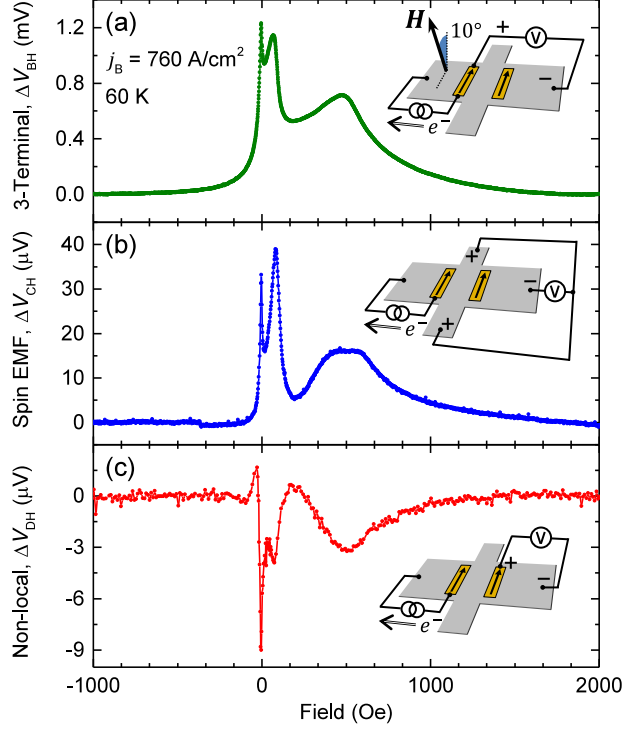 (a)
j_B = 760 A/cm²
60 K
H
10°
+
V
−
e⁻
3-Terminal, ΔV_BH (mV)
1.2
0.8
0.4
0.0
(b)
+
−
V
+
e⁻
Spin EMF, ΔV_CH (μV)
40
30
20
10
0
(c)
V
+
−
e⁻
Non-local, ΔV_DH (μV)
0
-3
-6
-9
-1000 0 1000 2000
Field (Oe)